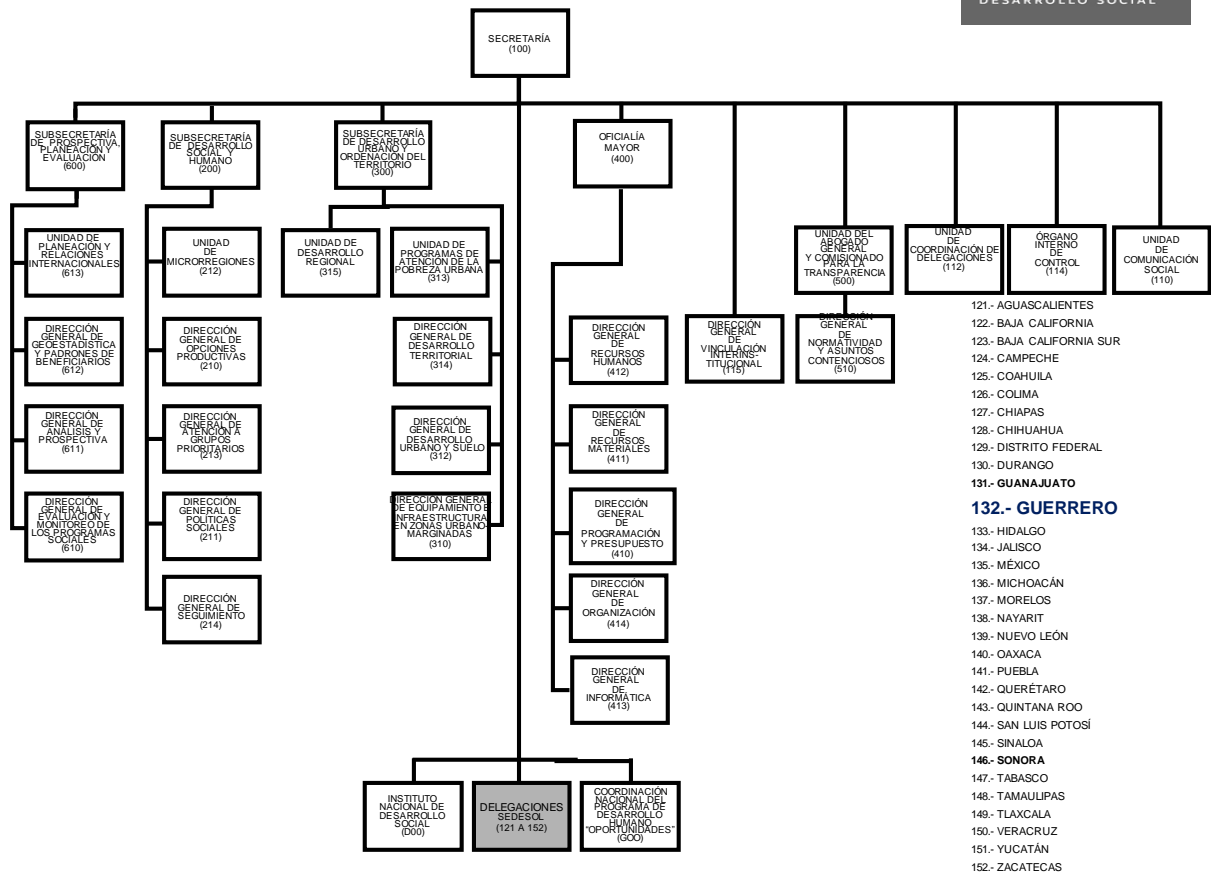 DESARROLLO SOCIAL
SECRETARÍA
(100)
SUBSECRETARÍA
DE PROSPECTIVA,
PLANEACIÓN Y
EVALUACIÓN
(600)
SUBSECRETARÍA
DE DESARROLLO
SOCIAL Y
HUMANO
(200)
SUBSECRETARÍA
DE DESARROLLO
URBANO Y
ORDENACIÓN DEL
TERRITORIO
(300)
OFICIALÍA
MAYOR
(400)
UNIDAD DE
PLANEACIÓN Y
RELACIONES
INTERNACIONALES
(613)
UNIDAD
DE
MICRORREGIONES
(212)
UNIDAD DE
DESARROLLO
REGIONAL
(315)
UNIDAD DE
PROGRAMAS DE
ATENCIÓN DE LA
POBREZA URBANA
(313)
UNIDAD DEL
ABOGADO
GENERAL
Y COMISIONADO
PARA LA
TRANSPARENCIA
(500)
UNIDAD
DE
COORDINACIÓN DE
DELEGACIONES
(112)
ÓRGANO
INTERNO
DE
CONTROL
(114)
UNIDAD
DE
COMUNICACIÓN
SOCIAL
(110)
DIRECCIÓN
GENERAL DE
GEOESTADÍSTICA
Y PADRONES DE
BENEFICIARIOS
(612)
DIRECCIÓN
GENERAL DE
OPCIONES
PRODUCTIVAS
(210)
DIRECCIÓN
GENERAL DE
DESARROLLO
TERRITORIAL
(314)
DIRECCIÓN
GENERAL
DE
RECURSOS
HUMANOS
(412)
DIRECCIÓN
GENERAL
DE
VINCULACIÓN
INTERINS-
TITUCIONAL
(115)
DIRECCIÓN
GENERAL
DE
NORMATIVIDAD
Y ASUNTOS
CONTENCIOSOS
(510)
DIRECCIÓN
GENERAL DE
ANÁLISIS Y
PROSPECTIVA
(611)
DIRECCIÓN
GENERAL DE
ATENCIÓN A
GRUPOS
PRIORITARIOS
(213)
DIRECCIÓN
GENERAL DE
DESARROLLO
URBANO Y SUELO
(312)
DIRECCIÓN
GENERAL
DE
RECURSOS
MATERIALES
(411)
DIRECCIÓN
GENERAL DE
EVALUACIÓN Y
MONITOREO DE
LOS PROGRAMAS
SOCIALES
(610)
DIRECCIÓN
GENERAL DE
POLÍTICAS
SOCIALES
(211)
DIRECCIÓN GENERAL
DE EQUIPAMIENTO E
INFRAESTRUCTURA
EN ZONAS URBANO-
MARGINADAS
(310)
DIRECCIÓN
GENERAL
DE
PROGRAMACIÓN
Y PRESUPUESTO
(410)
DIRECCIÓN
GENERAL DE
SEGUIMIENTO
(214)
DIRECCIÓN
GENERAL
DE
ORGANIZACIÓN
(414)
DIRECCIÓN
GENERAL
DE
INFORMÁTICA
(413)
INSTITUTO
NACIONAL DE
DESARROLLO
SOCIAL
(D00)
DELEGACIONES
SEDESOL
(121 A 152)
COORDINACIÓN
NACIONAL DEL
PROGRAMA DE
DESARROLLO
HUMANO
"OPORTUNIDADES"
(GOO)
121.- AGUASCALIENTES
122.- BAJA CALIFORNIA
123.- BAJA CALIFORNIA SUR
124.- CAMPECHE
125.- COAHUILA
126.- COLIMA
127.- CHIAPAS
128.- CHIHUAHUA
129.- DISTRITO FEDERAL
130.- DURANGO
131.- GUANAJUATO
132.- GUERRERO
133.- HIDALGO
134.- JALISCO
135.- MÉXICO
136.- MICHOACÁN
137.- MORELOS
138.- NAYARIT
139.- NUEVO LEÓN
140.- OAXACA
141.- PUEBLA
142.- QUERÉTARO
143.- QUINTANA ROO
144.- SAN LUIS POTOSÍ
145.- SINALOA
146.- SONORA
147.- TABASCO
148.- TAMAULIPAS
149.- TLAXCALA
150.- VERACRUZ
151.- YUCATÁN
152.- ZACATECAS